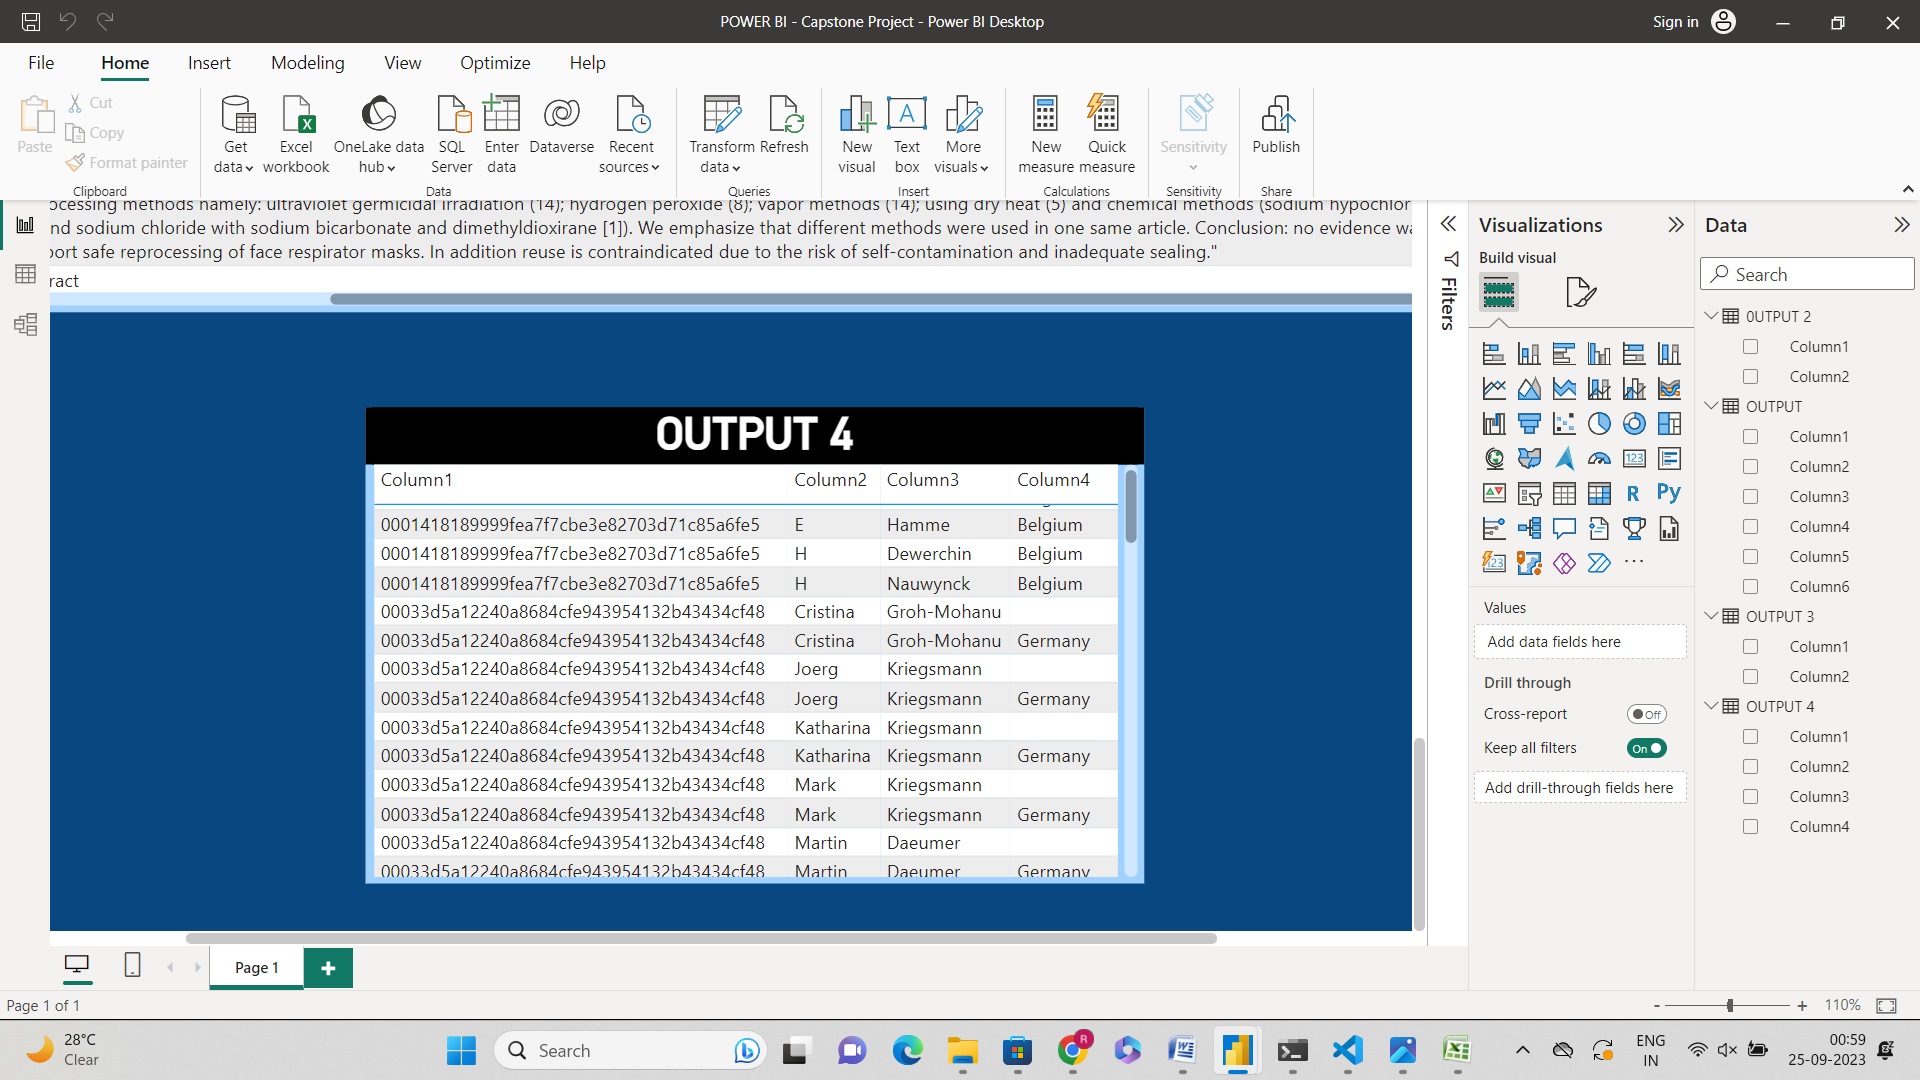 POWER BI - Capstone Project - Power BI Desktop
Sign in
File Home Insert Modeling View Optimize Help
Paste
Cut
Copy
Format painter
Clipboard
Get data
Excel workbook
OneLake data hub
SQL Server
Enter data
Dataverse
Recent sources
Data
Transform data
Refresh
Queries
New visual
Text box
More visuals
Insert
New measure
Quick measure
Calculations
Sensitivity
Sensitivity
Publish
Share
ocessing methods namely: ultraviolet germicidal irradiation (14); hydrogen peroxide (8); vapor methods (14); using dry heat (5) and chemical methods (sodium hypochlor
nd sodium chloride with sodium bicarbonate and dimethyldioxirane [1]). We emphasize that different methods were used in one same article. Conclusion: no evidence wa
ort safe reprocessing of face respirator masks. In addition reuse is contraindicated due to the risk of self-contamination and inadequate sealing."
ract
OUTPUT 4
Column1 Column2 Column3 Column4
0001418189999fea7f7cbe3e82703d71c85a6fe5 E Hamme Belgium
0001418189999fea7f7cbe3e82703d71c85a6fe5 H Dewerchin Belgium
0001418189999fea7f7cbe3e82703d71c85a6fe5 H Nauwynck Belgium
00033d5a12240a8684cfe943954132b43434cf48 Cristina Groh-Mohanu
00033d5a12240a8684cfe943954132b43434cf48 Cristina Groh-Mohanu Germany
00033d5a12240a8684cfe943954132b43434cf48 Joerg Kriegsmann
00033d5a12240a8684cfe943954132b43434cf48 Joerg Kriegsmann Germany
00033d5a12240a8684cfe943954132b43434cf48 Katharina Kriegsmann
00033d5a12240a8684cfe943954132b43434cf48 Katharina Kriegsmann Germany
00033d5a12240a8684cfe943954132b43434cf48 Mark Kriegsmann
00033d5a12240a8684cfe943954132b43434cf48 Mark Kriegsmann Germany
00033d5a12240a8684cfe943954132b43434cf48 Martin Daeumer
00033d5a12240a8684cfe943954132b43434cf48 Martin Daeumer Germany
Filters
Visualizations
Build visual
123
R
Py
123
...
Values
Add data fields here
Drill through
Cross-report
Off
Keep all filters
On
Add drill-through fields here
Data
Search
0UTPUT 2
Column1
Column2
OUTPUT
Column1
Column2
Column3
Column4
Column5
Column6
OUTPUT 3
Column1
Column2
OUTPUT 4
Column1
Column2
Column3
Column4
Page 1
Page 1 of 1
- + 110%
28°C
Clear
Search
R
ENG
IN
00:59
25-09-2023